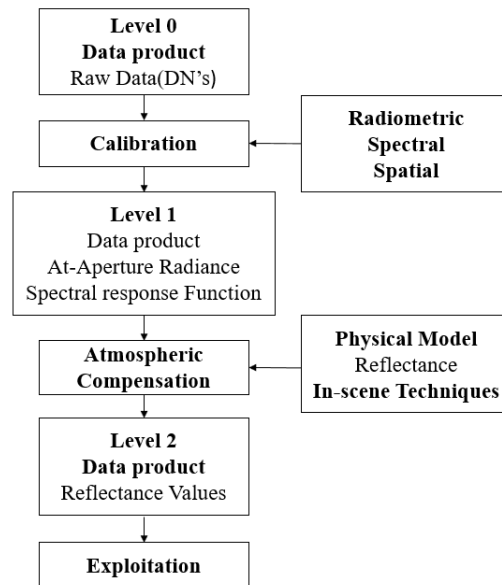 Level 0
Data product
Raw Data(DN's)
Calibration
Radiometric
Spectral
Spatial
Level 1
Data product
At-Aperture Radiance
Spectral response Function
Atmospheric
Compensation
Physical Model
Reflectance
In-scene Techniques
Level 2
Data product
Reflectance Values
Exploitation